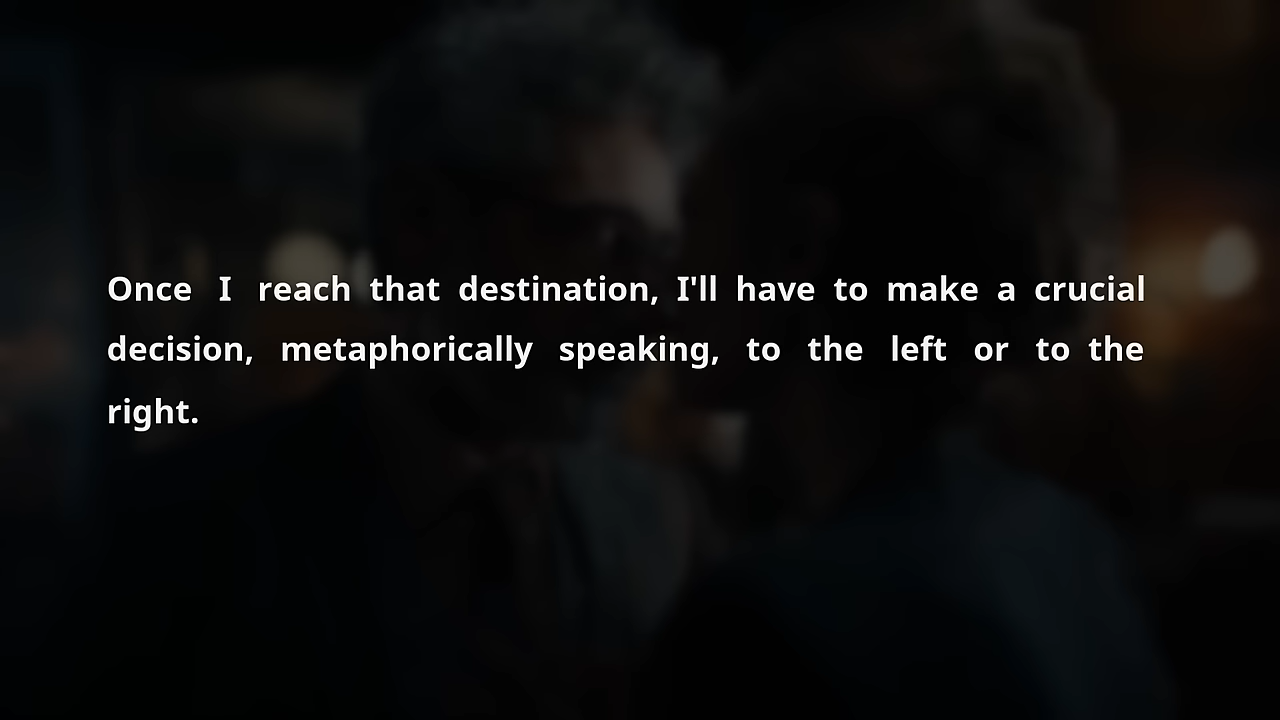 Once I reach that destination, I'll have to make a crucial
decision, metaphorically speaking, to the left or to the
right.